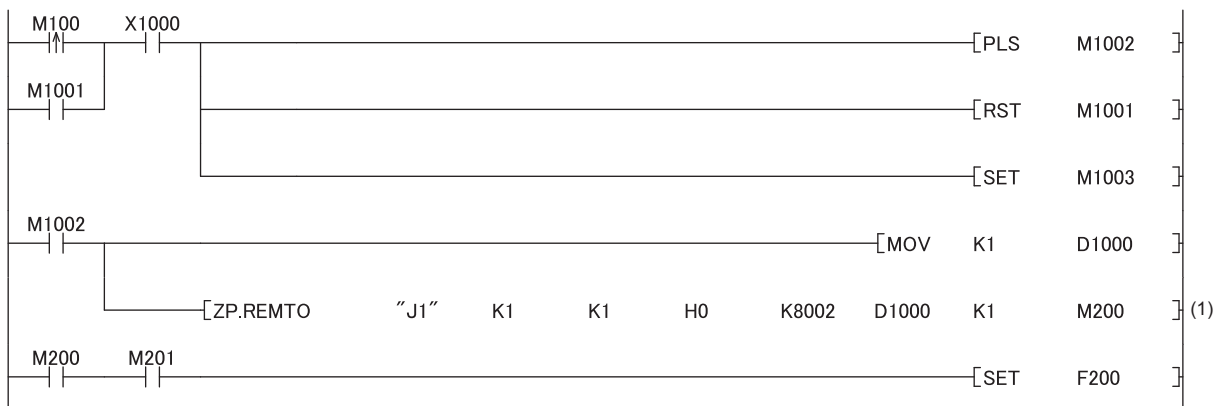 M100 X1000
[PLS M1002 ]
M1001
[RST M1001 ]
[SET M1003 ]
M1002
[MOV K1 D1000 ]
[ZP.REMTO "J1" K1 K1 H0 K8002 D1000 K1 M200 ] (1)
M200 M201
[SET F200 ]